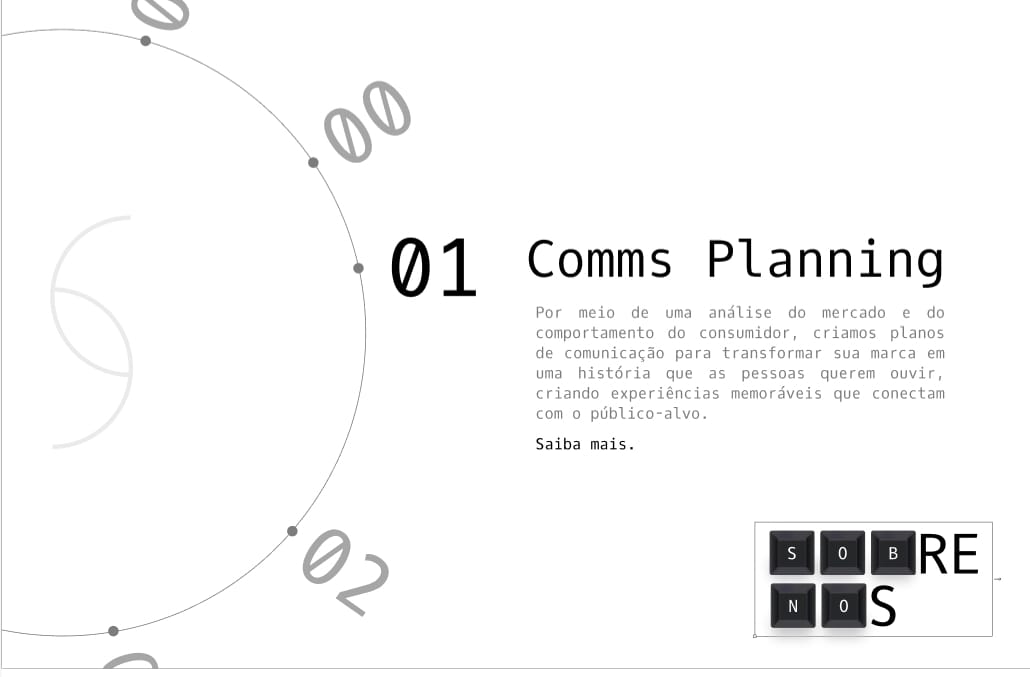 00
01 Comms Planning
Por meio de uma análise do mercado e do
comportamento do consumidor, criamos planos
de comunicação para transformar sua marca em
uma história que as pessoas querem ouvir,
criando experiências memoráveis que conectam
com o público-alvo.
Saiba mais.
02
SOBRE
NOS